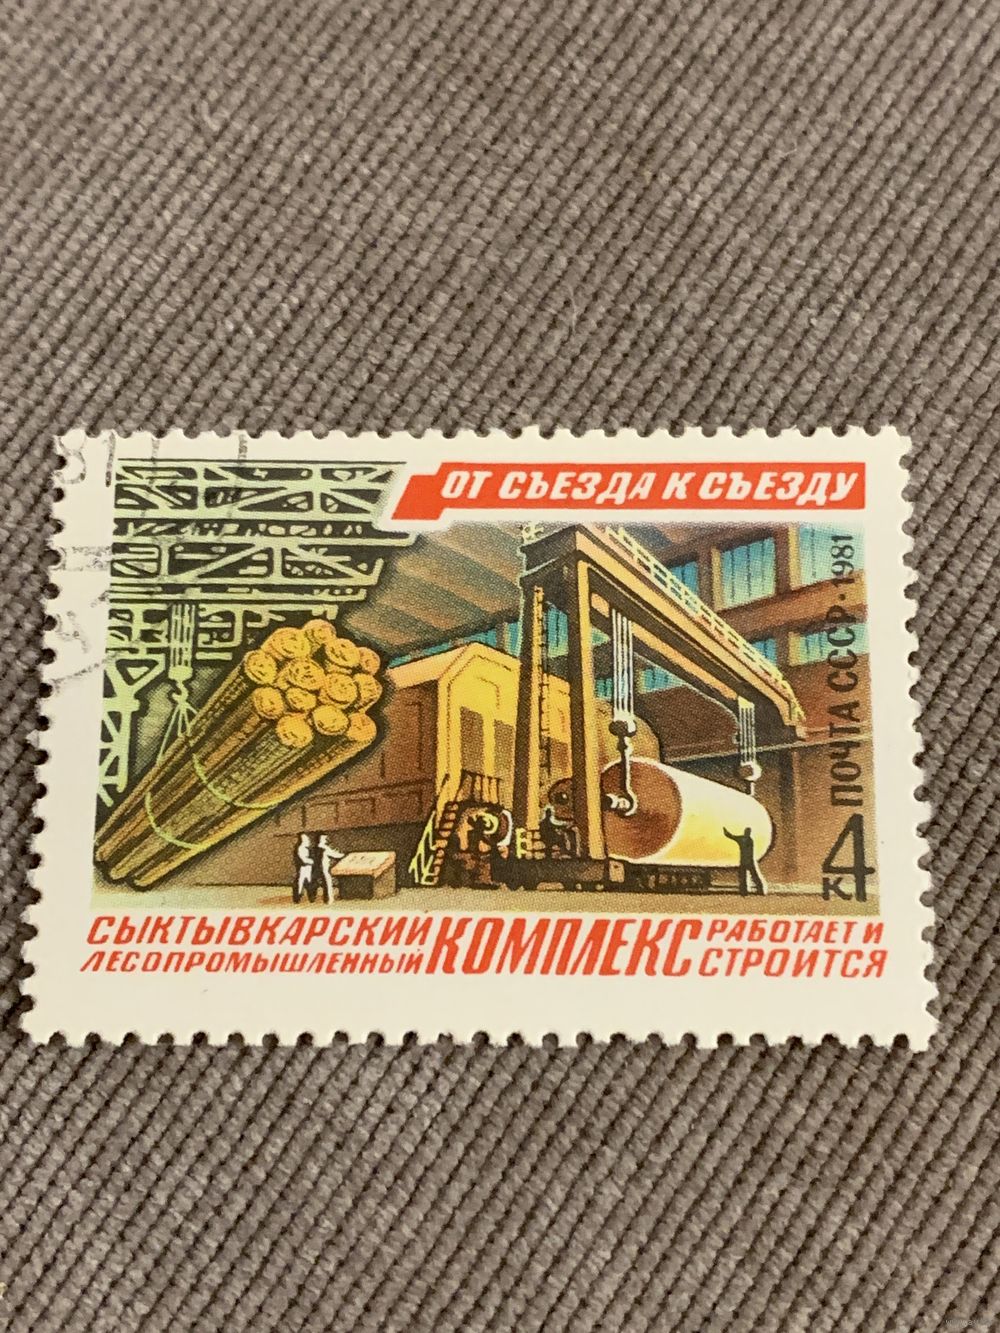 ОТ СЪЕЗДА К СЪЕЗДУ
ПОЧТА СССР·1981
4
К
СЫКТЫВКАРСКИЙ
ЛЕСОПРОМЫШЛЕННЫЙ
КОМПЛЕКС
РАБОТАЕТ И
СТРОИТСЯ